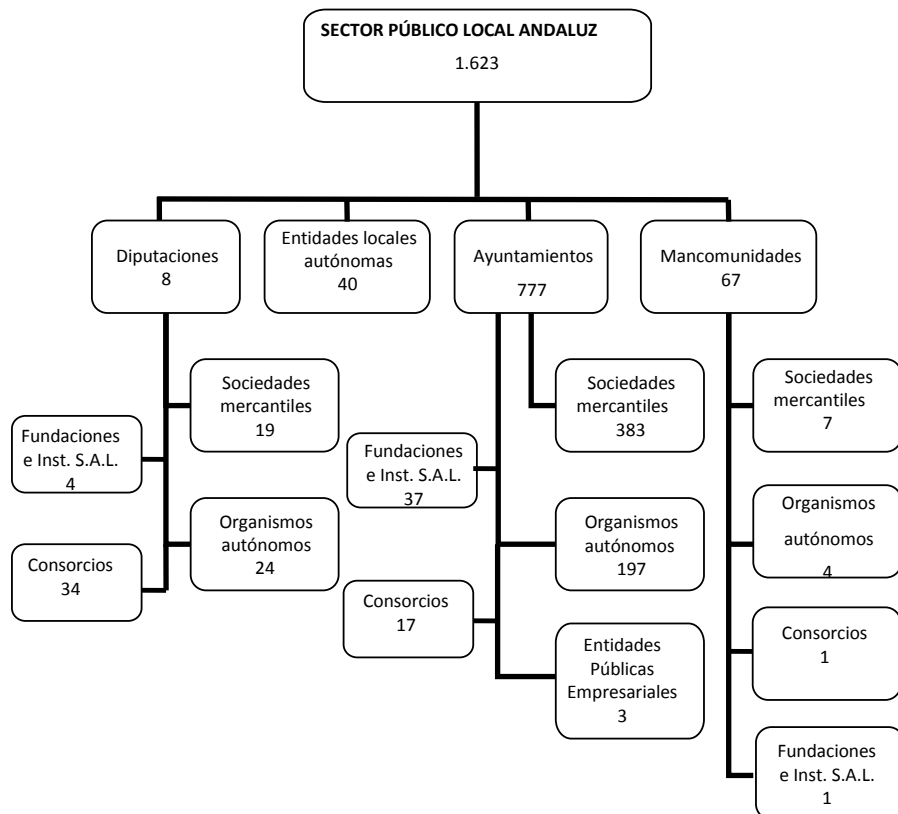 SECTOR PÚBLICO LOCAL ANDALUZ
1.623
Diputaciones
8
Entidades locales
autónomas
40
Ayuntamientos
777
Mancomunidades
67
Sociedades
mercantiles
19
Fundaciones
e Inst. S.A.L.
4
Organismos
autónomos
24
Consorcios
34
Sociedades
mercantiles
383
Fundaciones
e Inst. S.A.L.
37
Organismos
autónomos
197
Consorcios
17
Entidades
Públicas
Empresariales
3
Sociedades
mercantiles
7
Organismos
autónomos
4
Consorcios
1
Fundaciones
e Inst. S.A.L.
1